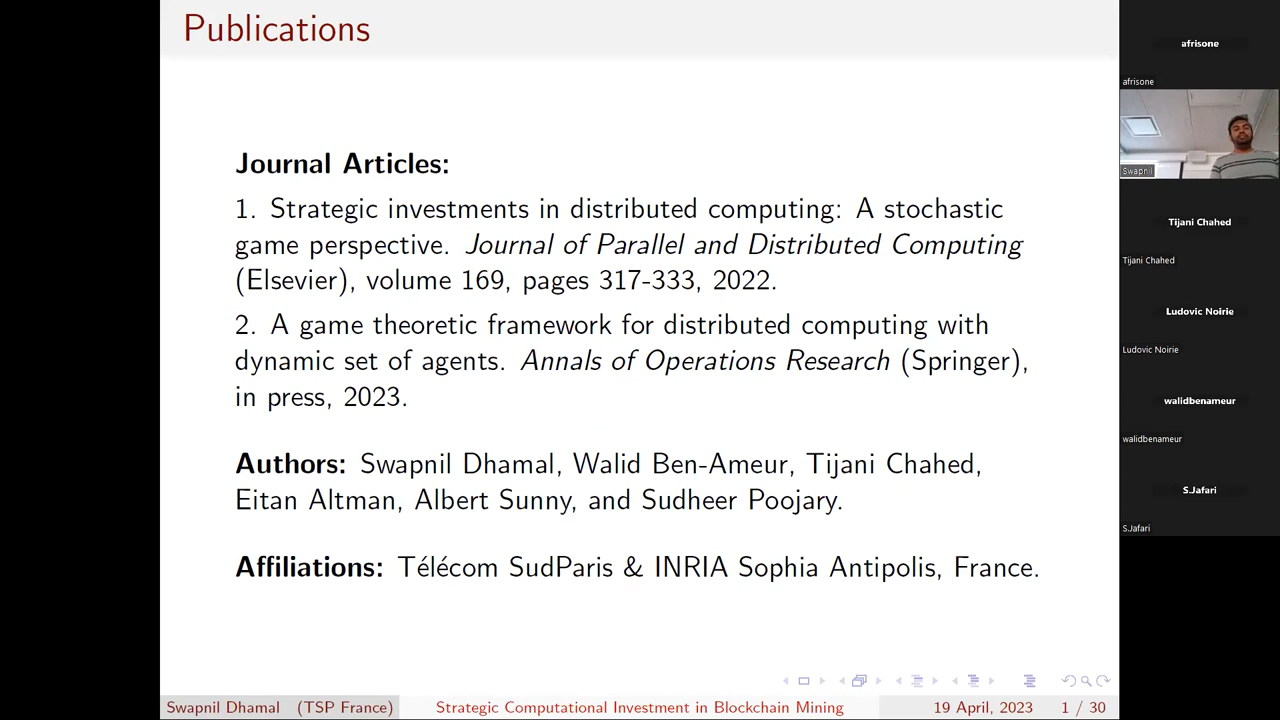 Publications
Journal Articles:
1. Strategic investments in distributed computing: A stochastic
game perspective. Journal of Parallel and Distributed Computing
(Elsevier), volume 169, pages 317-333, 2022.
2. A game theoretic framework for distributed computing with
dynamic set of agents. Annals of Operations Research (Springer),
in press, 2023.
Authors: Swapnil Dhamal, Walid Ben-Ameur, Tijani Chahed,
Eitan Altman, Albert Sunny, and Sudheer Poojary.
Affiliations: Télécom SudParis & INRIA Sophia Antipolis, France.
Swapnil Dhamal (TSP France) Strategic Computational Investment in Blockchain Mining 19 April, 2023 1 / 30
afrisone
afrisone
Swapnil
Tijani Chahed
Tijani Chahed
Ludovic Noirie
Ludovic Noirie
walidbenameur
walidbenameur
S.Jafari
S.Jafari